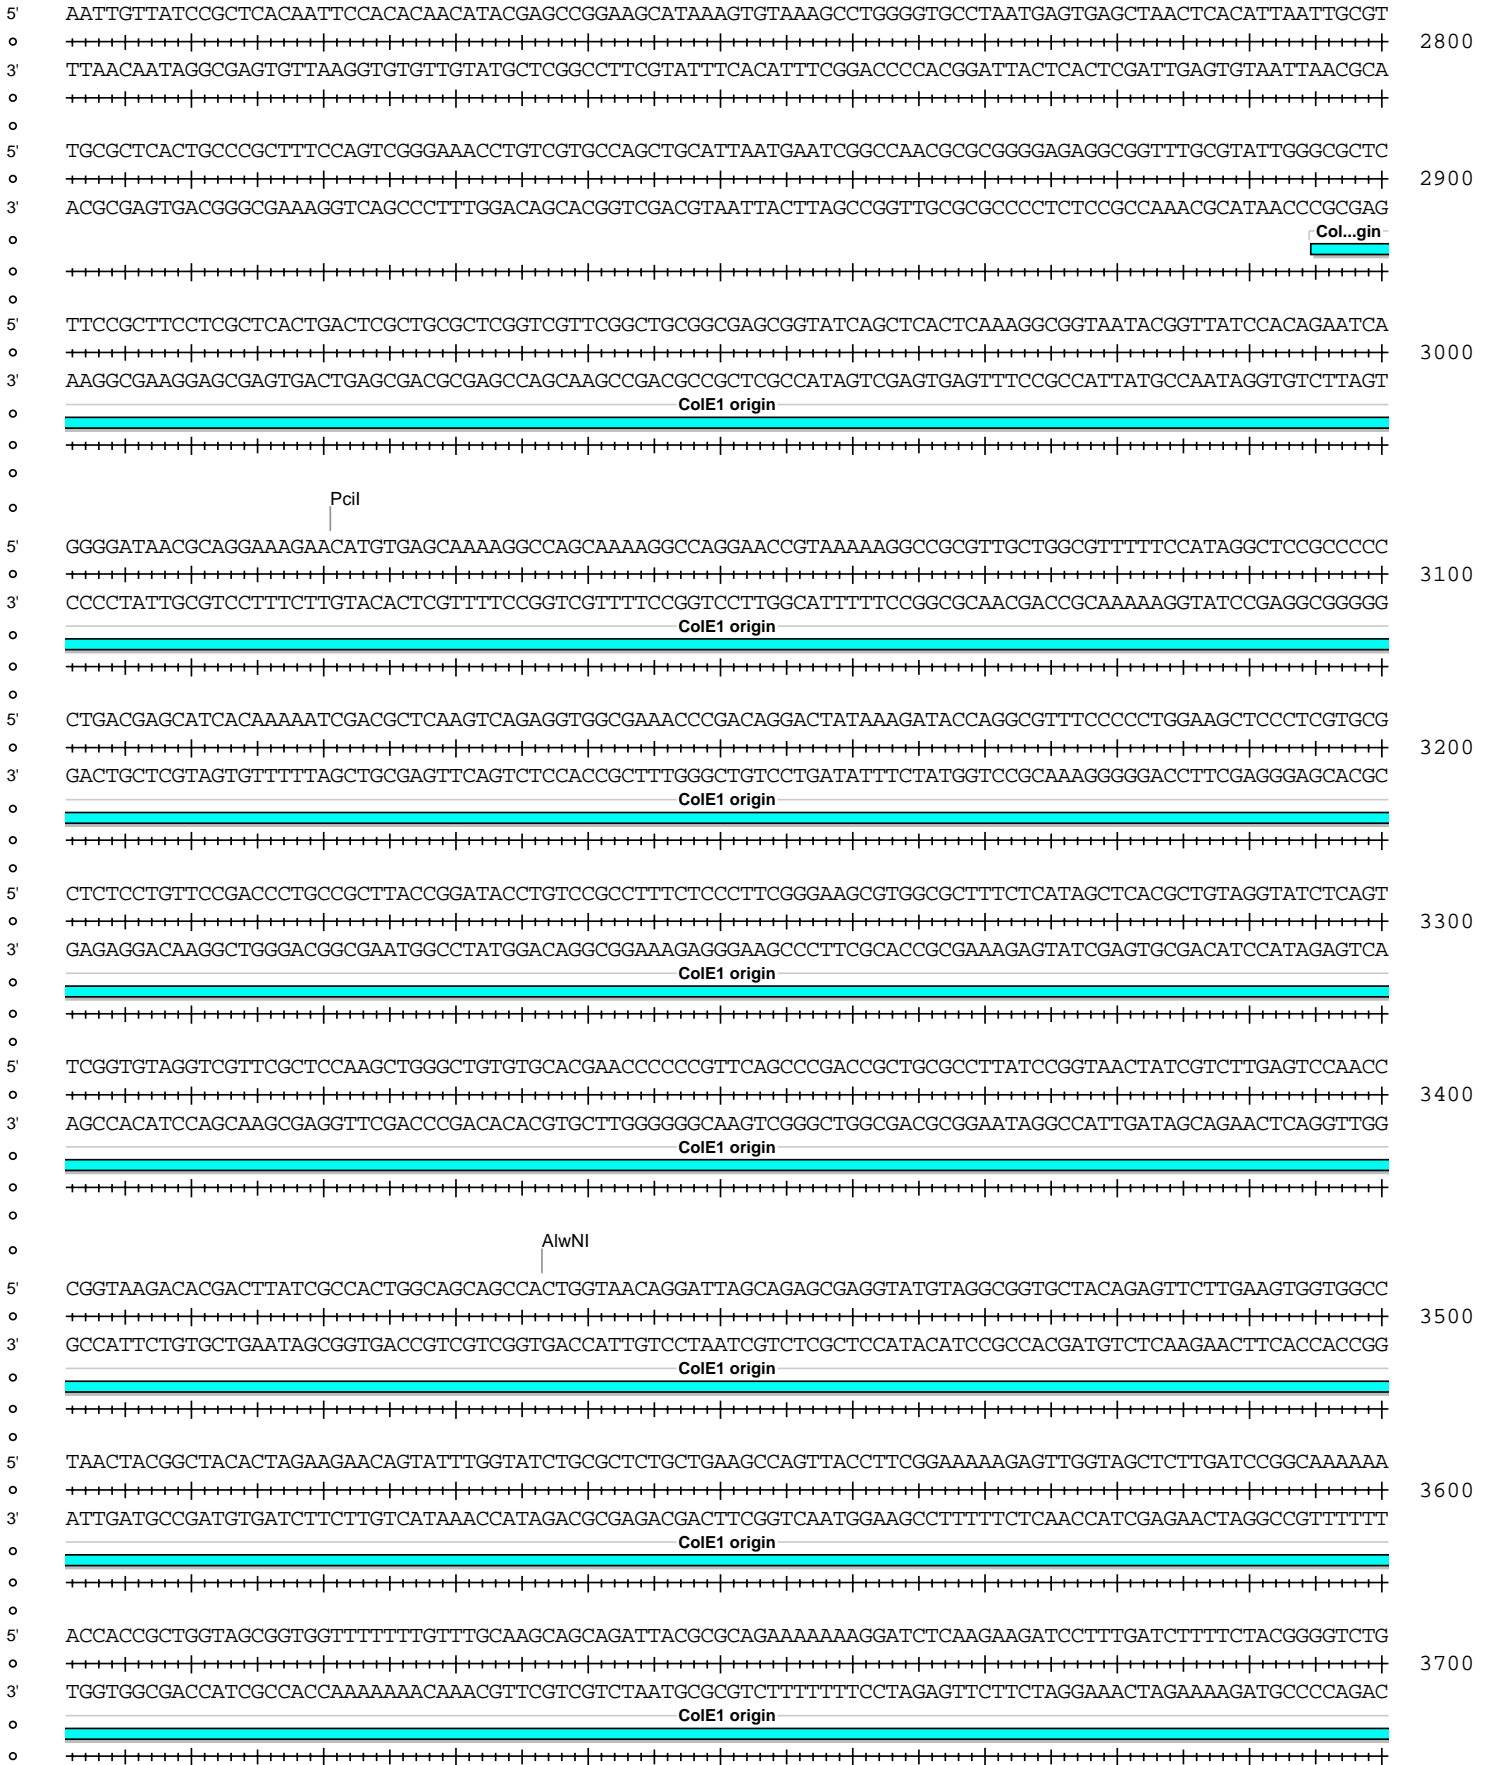 5' AATTGTTATCCGCTCACAATTCCACACAACATACGAGCCGGAAGCATAAAGTGTAAAGCCTGGGGTGCCTAATGAGTGAGCTAACTCACATTAATTGCGT
2800
3' TTAACAATAGGCGAGTGTTAAGGTGTGTTGTATGCTCGGCCTTCGTATTTCACATTTCGGACCCCACGGATTACTCACTCGATTGAGTGTAATTAACGCA
5' TGCGCTCACTGCCCGCTTTCCAGTCGGGAAACCTGTCGTGCCAGCTGCATTAATGAATCGGCCAACGCGCGGGGAGAGGCGGTTTGCGTATTGGGCGCTC
2900
3' ACGCGAGTGACGGGCGAAAGGTCAGCCCTTTGGACAGCACGGTCGACGTAATTACTTAGCCGGTTGCGCGCCCCTCTCCGCCAAACGCATAACCCGCGAG
Col...gin
5' TTCCGCTTCCTCGCTCACTGACTCGCTGCGCTCGGTCGTTCGGCTGCGGCGAGCGGTATCAGCTCACTCAAAGGCGGTAATACGGTTATCCACAGAATCA
3000
3' AAGGCGAAGGAGCGAGTGACTGAGCGACGCGAGCCAGCAAGCCGACGCCGCTCGCCATAGTCGAGTGAGTTTCCGCCATTATGCCAATAGGTGTCTTAGT
ColE1 origin
PciI
5' GGGGATAACGCAGGAAAGAACATGTGAGCAAAAGGCCAGCAAAAGGCCAGGAACCGTAAAAAGGCCGCGTTGCTGGCGTTTTTCCATAGGCTCCGCCCCC
3100
3' CCCCTATTGCGTCCTTTCTTGTACACTCGTTTTCCGGTCGTTTTCCGGTCCTTGGCATTTTTCCGGCGCAACGACCGCAAAAAGGTATCCGAGGCGGGGG
ColE1 origin
5' CTGACGAGCATCACAAAAATCGACGCTCAAGTCAGAGGTGGCGAAACCCGACAGGACTATAAAGATACCAGGCGTTTCCCCCTGGAAGCTCCCTCGTGCG
3200
3' GACTGCTCGTAGTGTTTTTAGCTGCGAGTTCAGTCTCCACCGCTTTGGGCTGTCCTGATATTTCTATGGTCCGCAAAGGGGGACCTTCGAGGGAGCACGC
ColE1 origin
5' CTCTCCTGTTCCGACCCTGCCGCTTACCGGATACCTGTCCGCCTTTCTCCCTTCGGGAAGCGTGGCGCTTTCTCATAGCTCACGCTGTAGGTATCTCAGT
3300
3' GAGAGGACAAGGCTGGGACGGCGAATGGCCTATGGACAGGCGGAAAGAGGGAAGCCCTTCGCACCGCGAAAGAGTATCGAGTGCGACATCCATAGAGTCA
ColE1 origin
5' TCGGTGTAGGTCGTTCGCTCCAAGCTGGGCTGTGTGCACGAACCCCCCGTTCAGCCCGACCGCTGCGCCTTATCCGGTAACTATCGTCTTGAGTCCAACC
3400
3' AGCCACATCCAGCAAGCGAGGTTCGACCCGACACACGTGCTTGGGGGGCAAGTCGGGCTGGCGACGCGGAATAGGCCATTGATAGCAGAACTCAGGTTGG
ColE1 origin
AlwNI
5' CGGTAAGACACGACTTATCGCCACTGGCAGCAGCCACTGGTAACAGGATTAGCAGAGCGAGGTATGTAGGCGGTGCTACAGAGTTCTTGAAGTGGTGGCC
3500
3' GCCATTCTGTGCTGAATAGCGGTGACCGTCGTCGGTGACCATTGTCCTAATCGTCTCGCTCCATACATCCGCCACGATGTCTCAAGAACTTCACCACCGG
ColE1 origin
5' TAACTACGGCTACACTAGAAGAACAGTATTTGGTATCTGCGCTCTGCTGAAGCCAGTTACCTTCGGAAAAAGAGTTGGTAGCTCTTGATCCGGCAAAAAA
3600
3' ATTGATGCCGATGTGATCTTCTTGTCATAAACCATAGACGCGAGACGACTTCGGTCAATGGAAGCCTTTTTCTCAACCATCGAGAACTAGGCCGTTTTTT
ColE1 origin
5' ACCACCGCTGGTAGCGGTGGTTTTTTTGTTTGCAAGCAGCAGATTACGCGCAGAAAAAAAGGATCTCAAGAAGATCCTTTGATCTTTTCTACGGGGTCTG
3700
3' TGGTGGCGACCATCGCCACCAAAAAAACAAACGTTCGTCGTCTAATGCGCGTCTTTTTTTCCTAGAGTTCTTCTAGGAAACTAGAAAAGATGCCCCAGAC
ColE1 origin